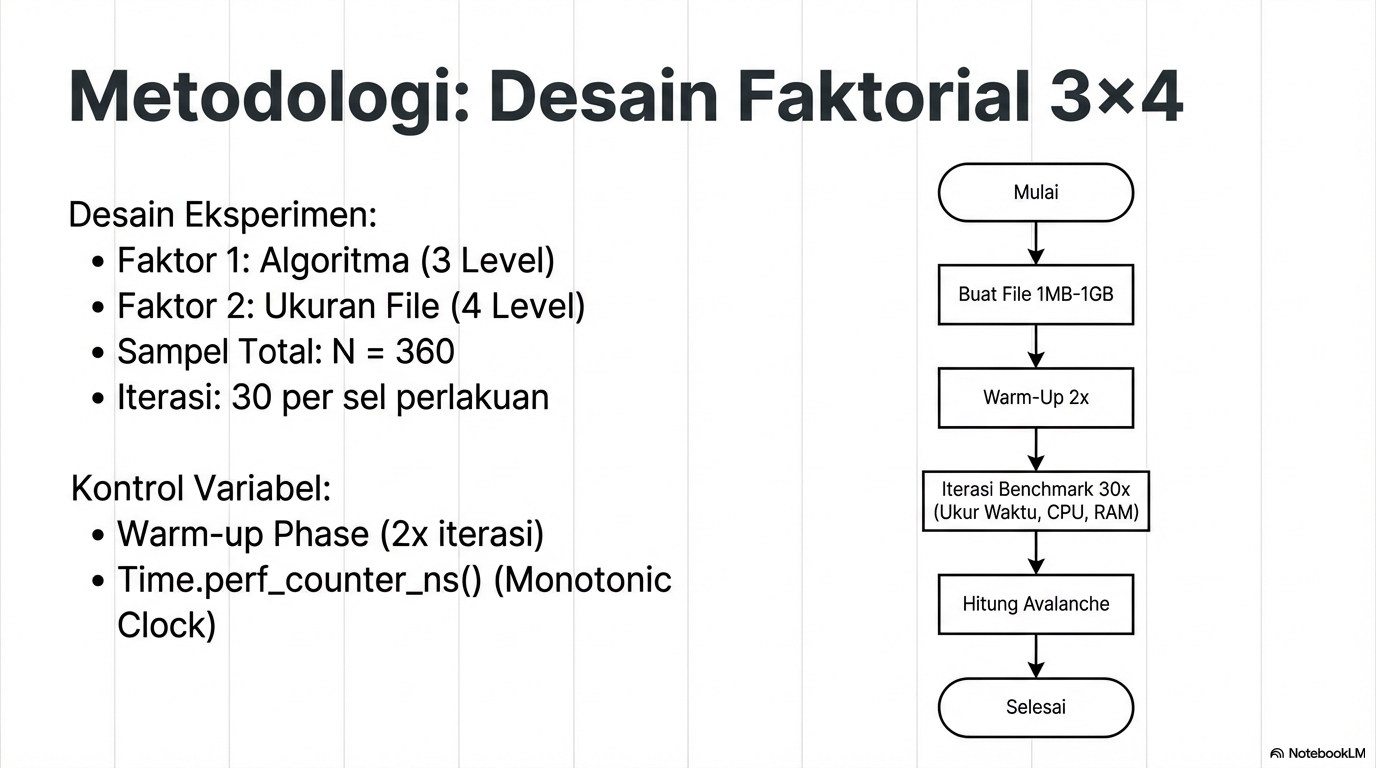 Metodologi: Desain Faktorial 3×4
Desain Eksperimen:
• Faktor 1: Algoritma (3 Level)
• Faktor 2: Ukuran File (4 Level)
• Sampel Total: N = 360
• Iterasi: 30 per sel perlakuan
Kontrol Variabel:
• Warm-up Phase (2x iterasi)
• Time.perf_counter_ns() (Monotonic
Clock)
Mulai
Buat File 1MB-1GB
Warm-Up 2x
Iterasi Benchmark 30x
(Ukur Waktu, CPU, RAM)
Hitung Avalanche
Selesai
NotebookLM